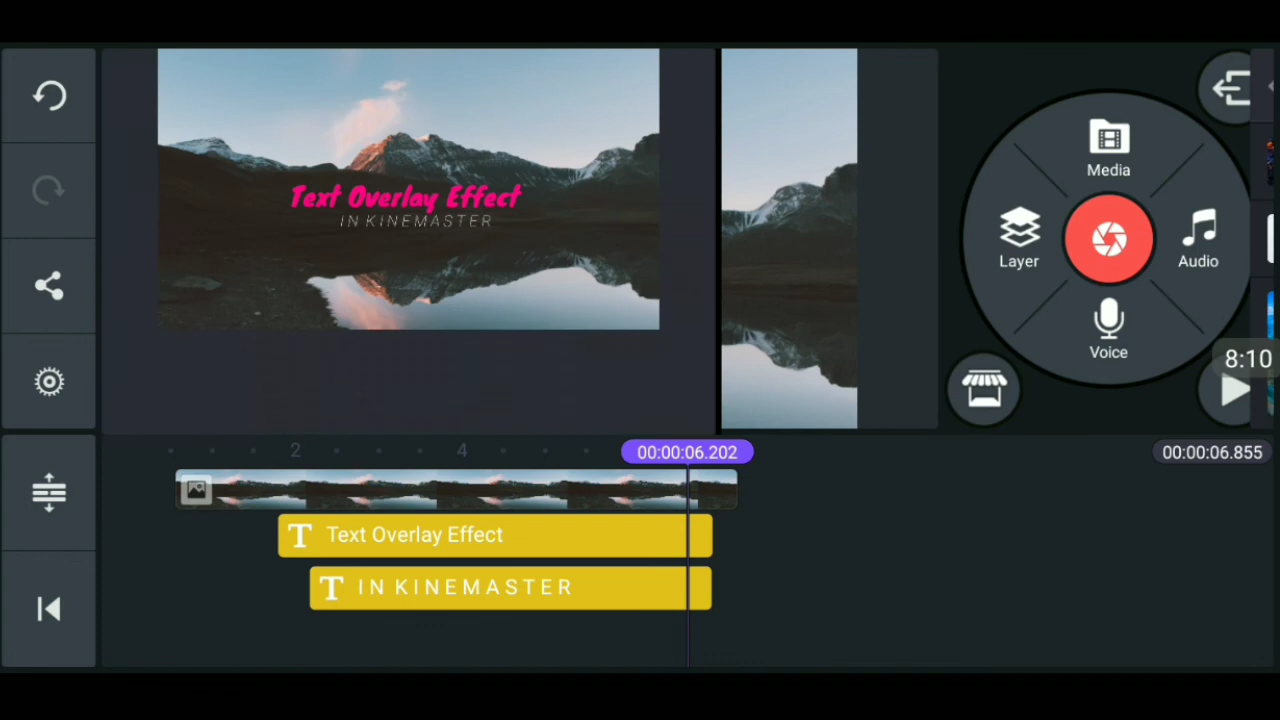 Text Overlay Effect
IN KINEMASTER
Media
Layer
Audio
Voice
8:10
2
4
00:00:06.202
00:00:06.855
T Text Overlay Effect
T IN KINEMASTER